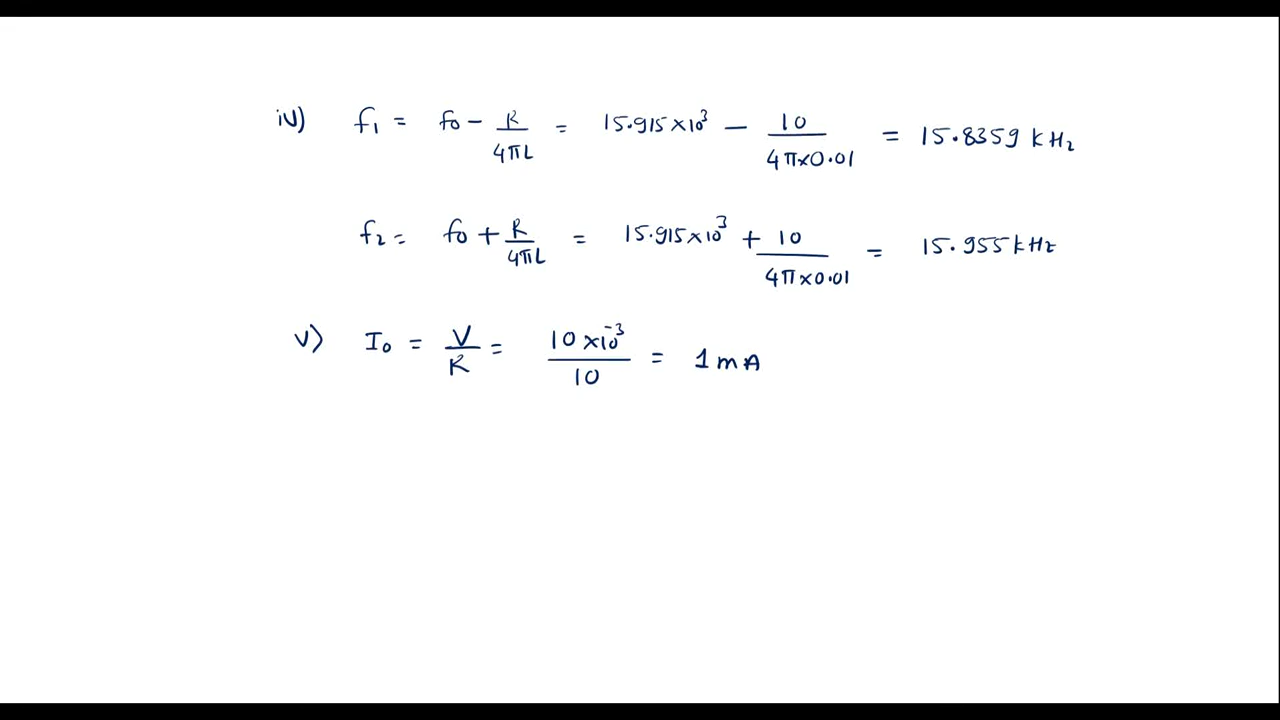 iv) f₁ = f₀ − R/4πL = 15.915×10³ − 10/4π×0.01 = 15.8359 kHz
f₂ = f₀ + R/4πL = 15.915×10³ + 10/4π×0.01 = 15.955 kHz
v) I₀ = V/R = 10×10⁻³/10 = 1 mA